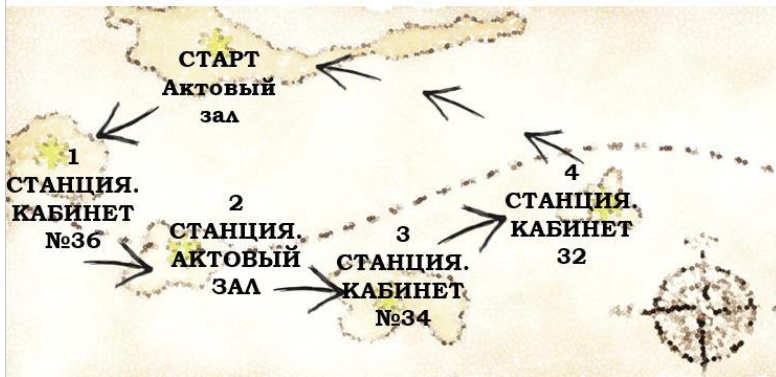 СТАРТ
Актовый
зал
1
СТАНЦИЯ.
КАБИНЕТ
№36
2
СТАНЦИЯ.
АКТОВЫЙ
ЗАЛ
3
СТАНЦИЯ.
КАБИНЕТ
№34
4
СТАНЦИЯ.
КАБИНЕТ
32